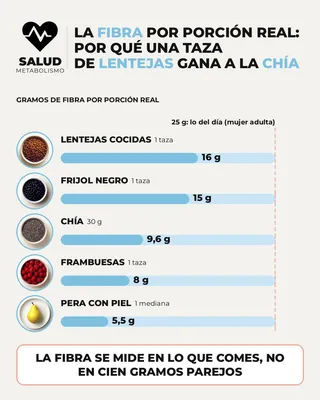 LA FIBRA POR PORCIÓN REAL:
POR QUÉ UNA TAZA
DE LENTEJAS GANA A LA CHÍA
SALUD
METABOLISMO
GRAMOS DE FIBRA POR PORCIÓN REAL
25 g: lo del día (mujer adulta)
LENTEJAS COCIDAS 1 taza
16 g
FRIJOL NEGRO 1 taza
15 g
CHÍA 30 g
9,6 g
FRAMBUESAS 1 taza
8 g
PERA CON PIEL 1 mediana
5,5 g
LA FIBRA SE MIDE EN LO QUE COMES, NO
EN CIEN GRAMOS PAREJOS